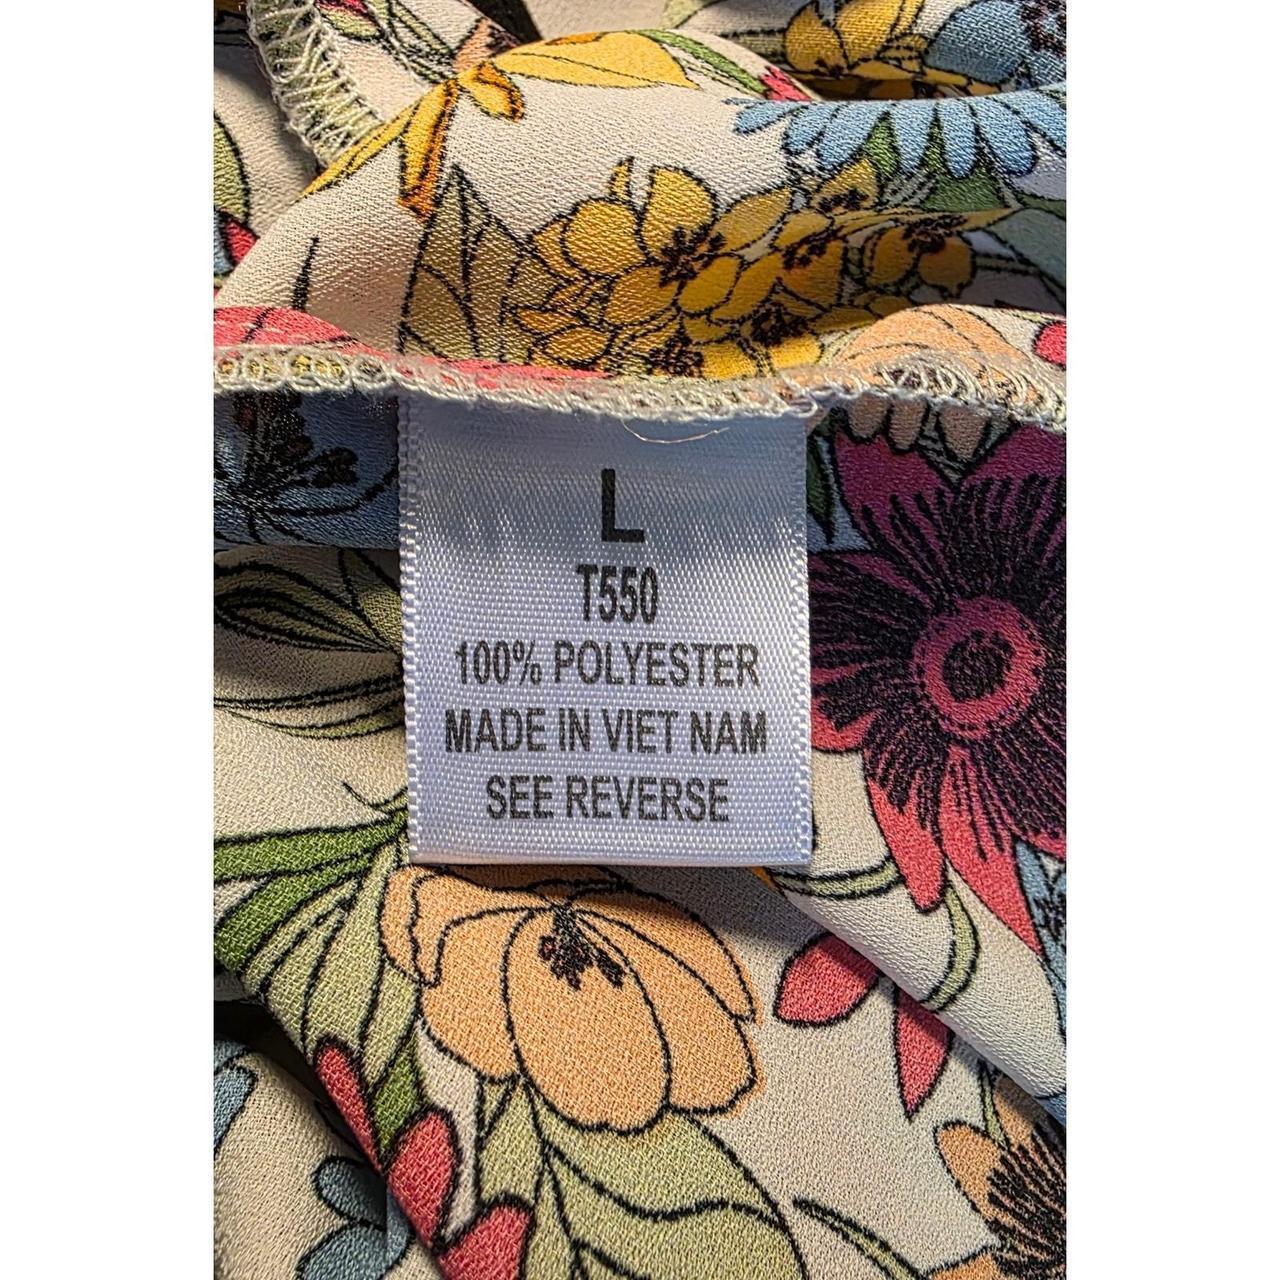 L
T550
100% POLYESTER
MADE IN VIET NAM
SEE REVERSE